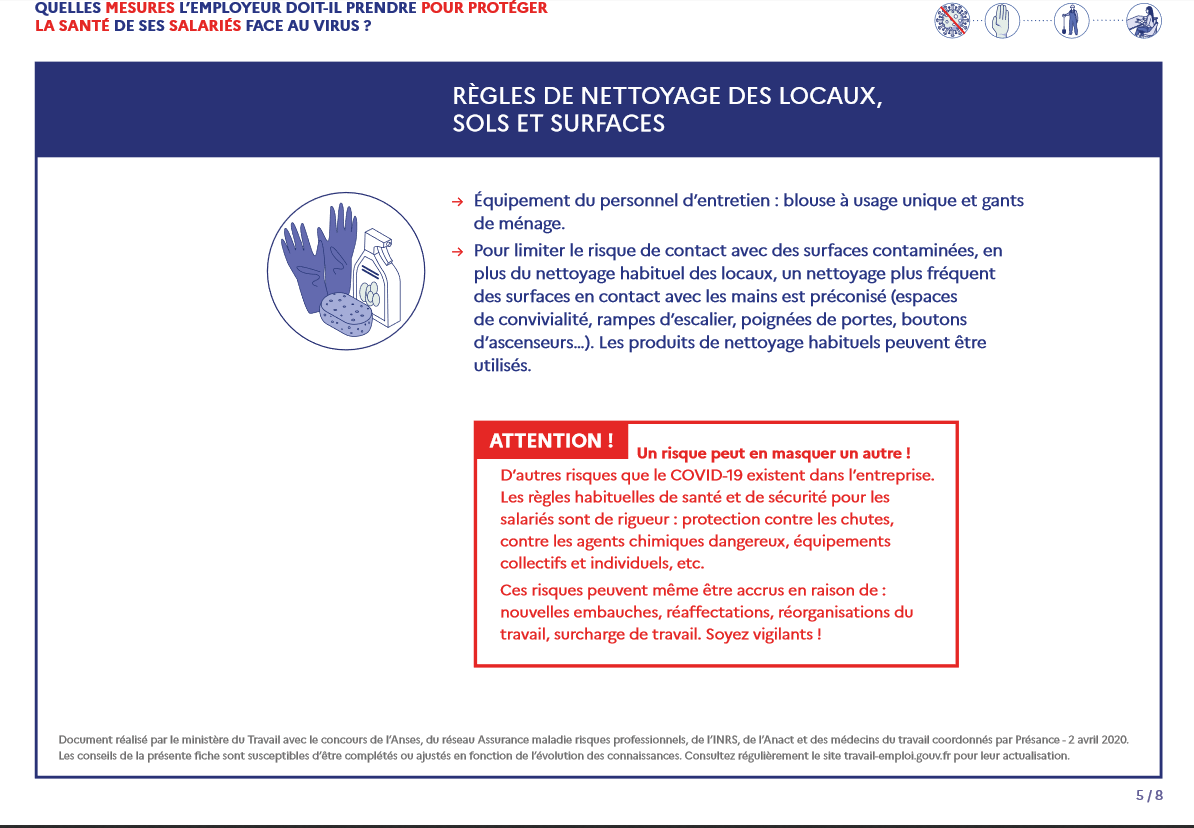 QUELLES MESURES L'EMPLOYEUR DOIT-IL PRENDRE POUR PROTÉGER
LA SANTÉ DE SES SALARIÉS FACE AU VIRUS ?
RÈGLES DE NETTOYAGE DES LOCAUX,
SOLS ET SURFACES
→ Équipement du personnel d'entretien : blouse à usage unique et gants
de ménage.
→ Pour limiter le risque de contact avec des surfaces contaminées, en
plus du nettoyage habituel des locaux, un nettoyage plus fréquent
des surfaces en contact avec les mains est préconisé (espaces
de convivialité, rampes d'escalier, poignées de portes, boutons
d'ascenseurs…). Les produits de nettoyage habituels peuvent être
utilisés.
ATTENTION !
Un risque peut en masquer un autre !
D'autres risques que le COVID-19 existent dans l'entreprise.
Les règles habituelles de santé et de sécurité pour les
salariés sont de rigueur : protection contre les chutes,
contre les agents chimiques dangereux, équipements
collectifs et individuels, etc.
Ces risques peuvent même être accrus en raison de :
nouvelles embauches, réaffectations, réorganisations du
travail, surcharge de travail. Soyez vigilants !
Document réalisé par le ministère du Travail avec le concours de l'Anses, du réseau Assurance maladie risques professionnels, de l'INRS, de l'Anact et des médecins du travail coordonnés par Présance - 2 avril 2020.
Les conseils de la présente fiche sont susceptibles d'être complétés ou ajustés en fonction de l'évolution des connaissances. Consultez régulièrement le site travail-emploi.gouv.fr pour leur actualisation.
5 / 8